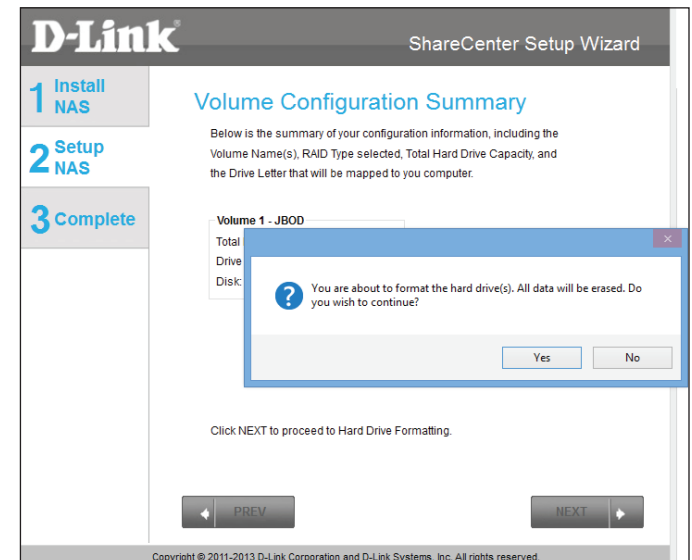 D-Link
ShareCenter Setup Wizard
1 Install
NAS
2 Setup
NAS
3 Complete
Volume Configuration Summary
Below is the summary of your configuration information, including the
Volume Name(s), RAID Type selected, Total Hard Drive Capacity, and
the Drive Letter that will be mapped to you computer.
Volume 1 - JBOD
Total
Drive
Disk:
You are about to format the hard drive(s). All data will be erased. Do
you wish to continue?
Yes
No
Click NEXT to proceed to Hard Drive Formatting.
PREV
NEXT
Copyright © 2011-2013 D-Link Corporation and D-Link Systems, Inc. All rights reserved.